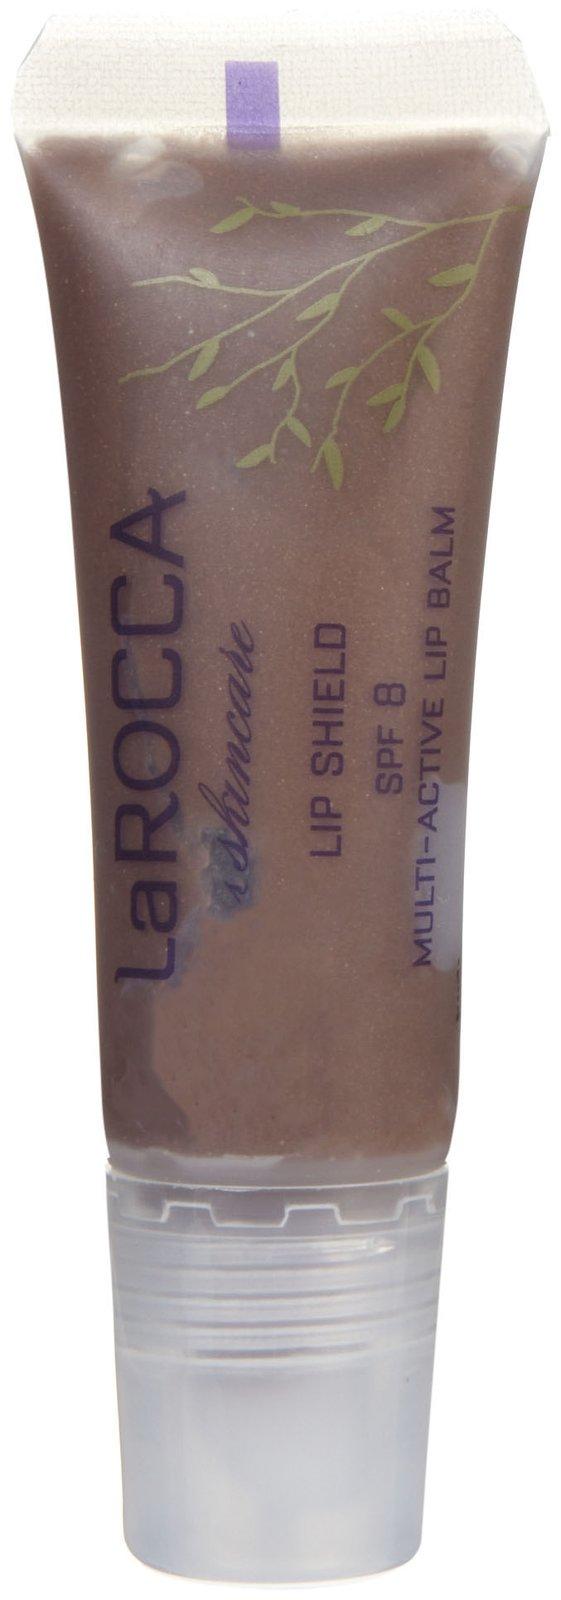 LaROCCA
skincare
LIP SHIELD
SPF 8
MULTI-ACTIVE LIP BALM